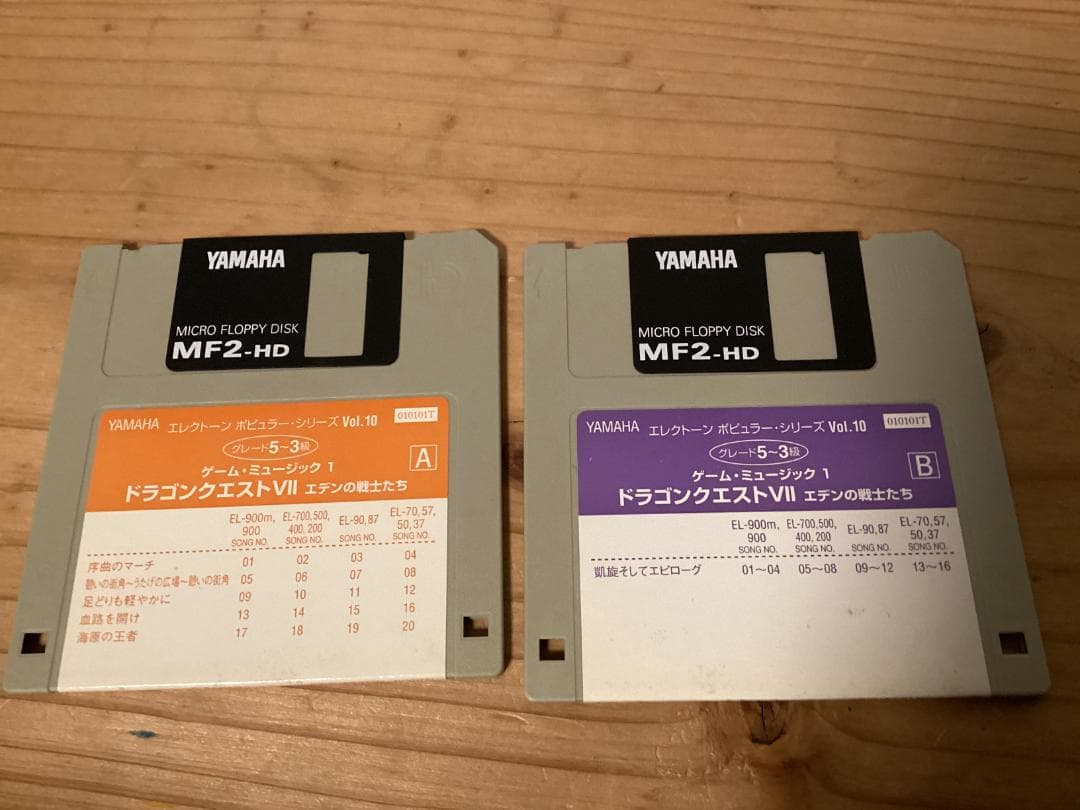 YAMAHA
MICRO FLOPPY DISK
MF2-HD
YAMAHA エレクトーン ポピュラー・シリーズ Vol.10 010101T
グレード5〜3級
A
ゲーム・ミュージック 1
ドラゴンクエストVII エデンの戦士たち
EL-900m, 900 SONG NO. EL-700,500, 400,200 SONG NO. EL-90,87 SONG NO. EL-70,57, 50,37 SONG NO.
序曲のマーチ 01 02 03 04
憩いの街角〜うたげの広場〜憩いの街角 05 06 07 08
足どりも軽やかに 09 10 11 12
血路を開け 13 14 15 16
海原の王者 17 18 19 20
YAMAHA
MICRO FLOPPY DISK
MF2-HD
YAMAHA エレクトーン ポピュラー・シリーズ Vol.10 010101T
グレード5〜3級
B
ゲーム・ミュージック 1
ドラゴンクエストVII エデンの戦士たち
EL-900m, 900 SONG NO. EL-700,500, 400,200 SONG NO. EL-90,87 SONG NO. EL-70,57, 50,37 SONG NO.
凱旋そしてエピローグ 01〜04 05〜08 09〜12 13〜16